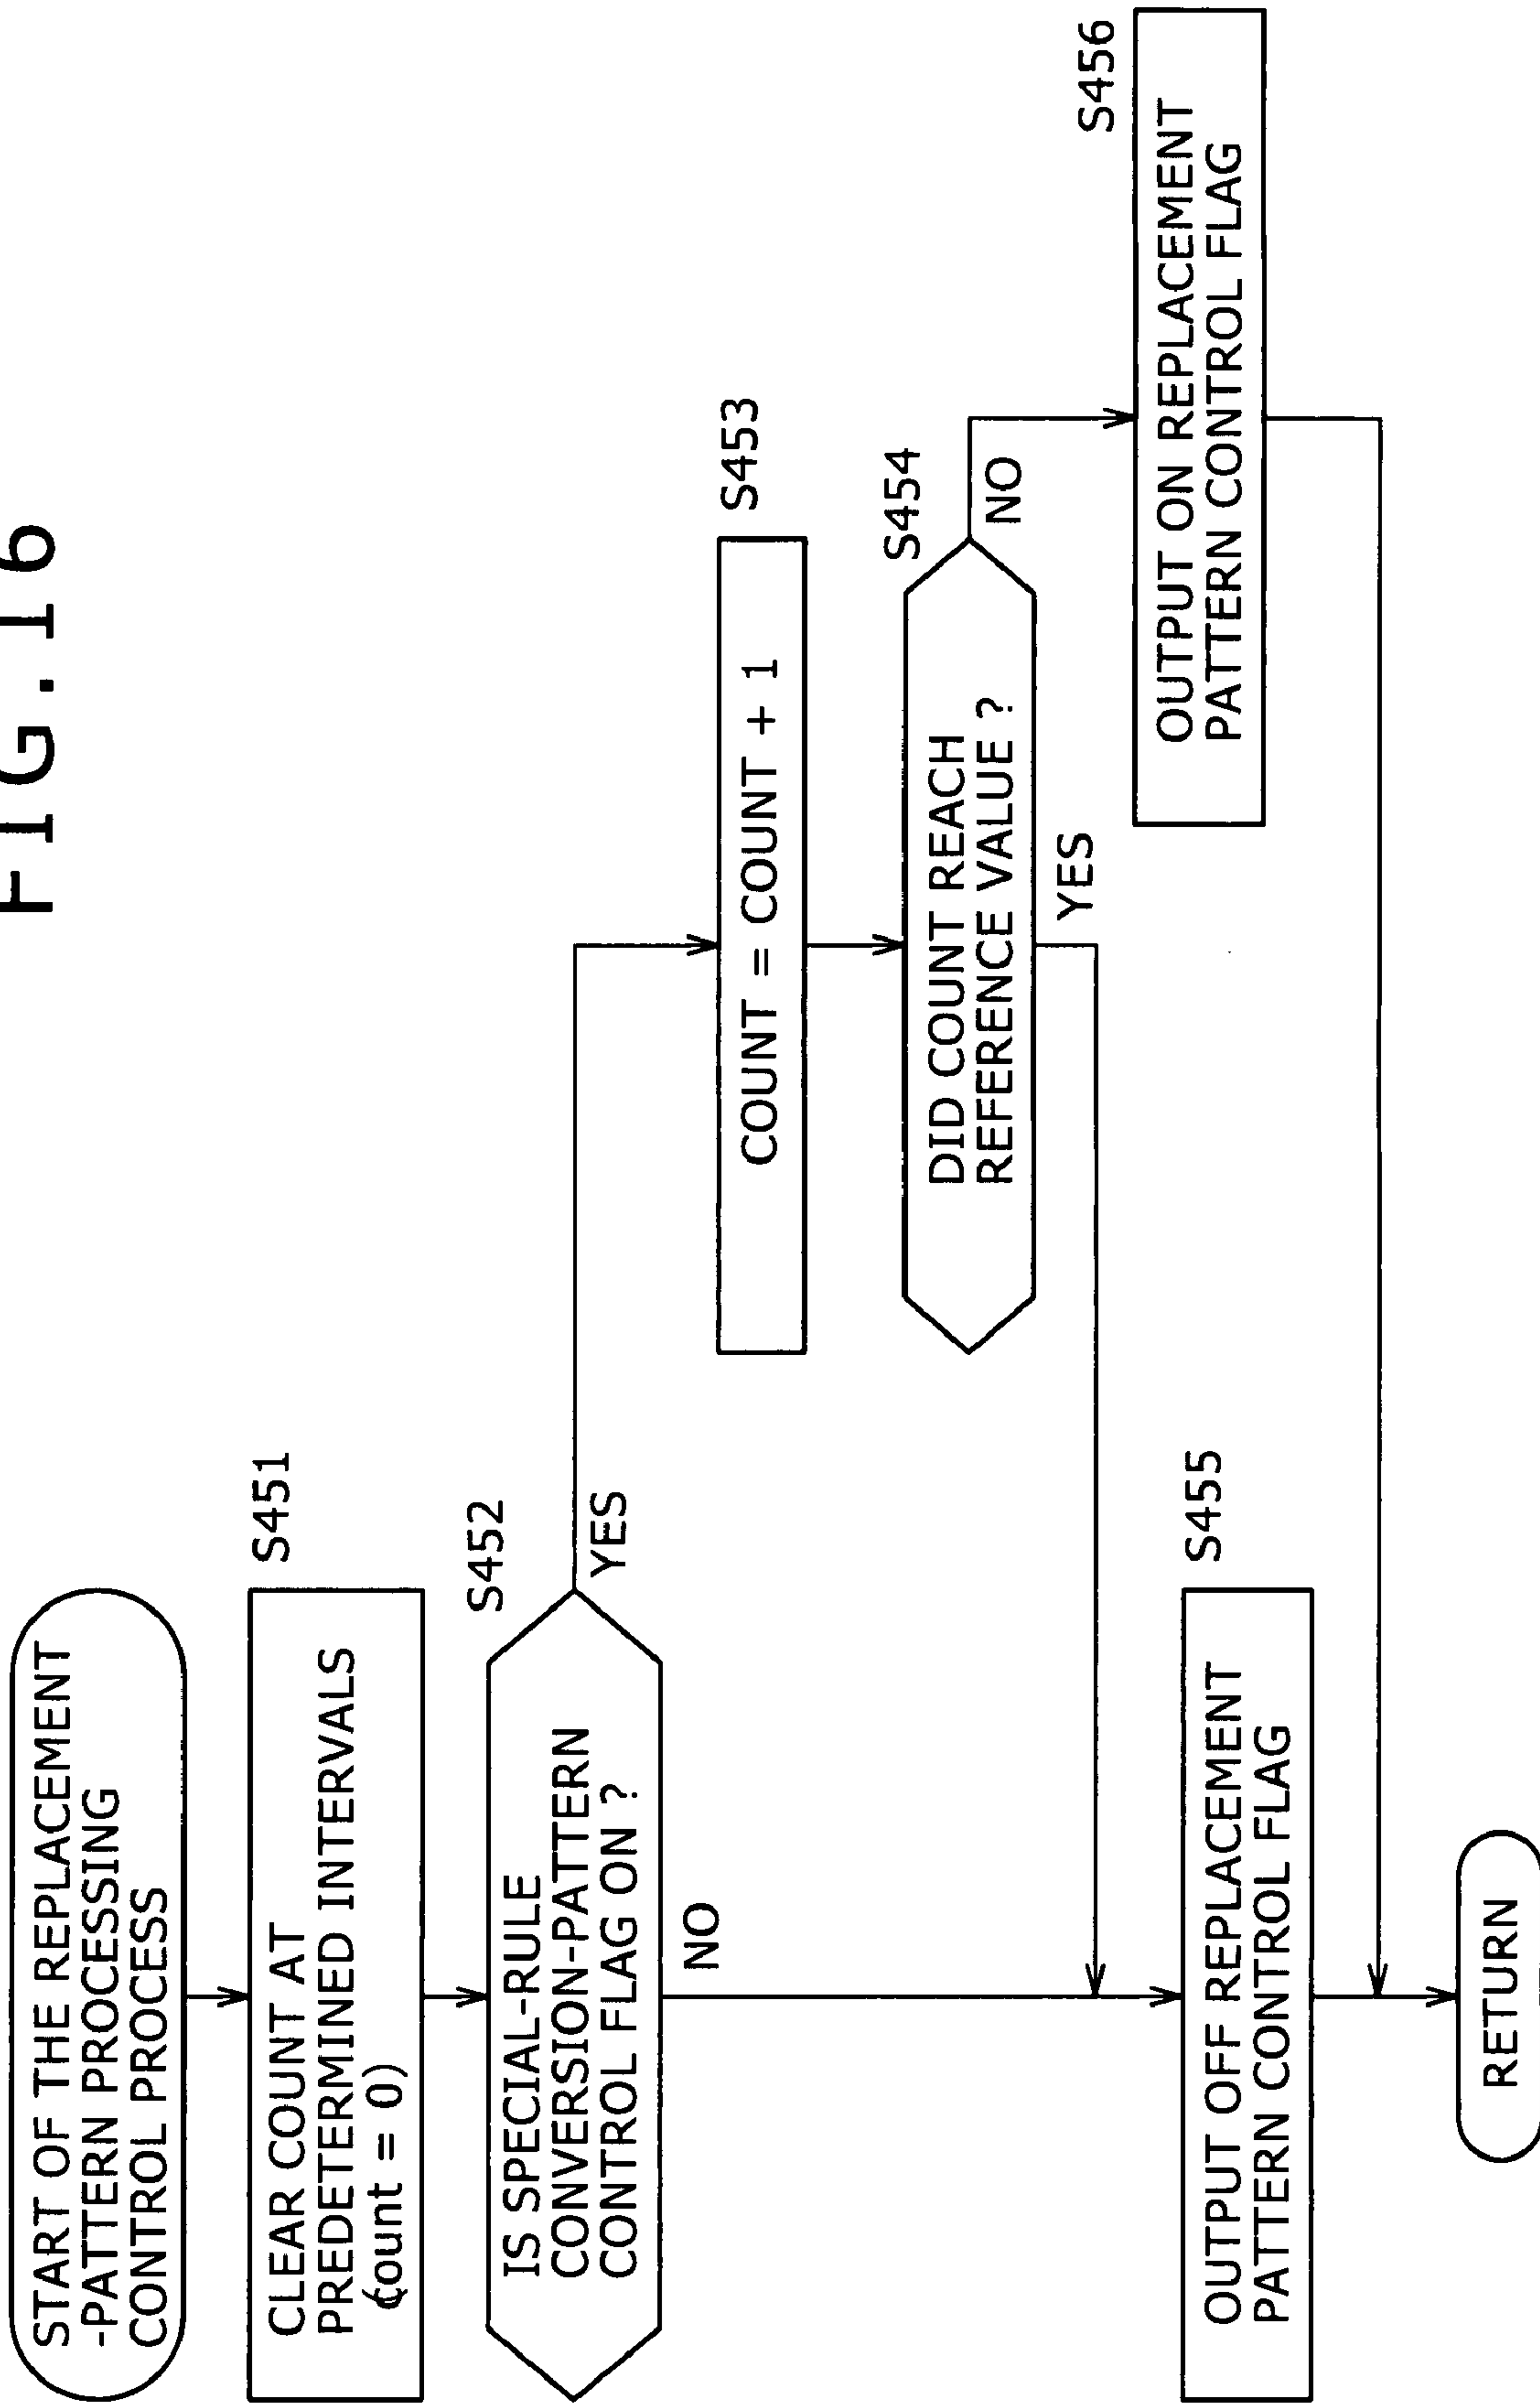 FIG.16
START OF THE REPLACEMENT
-PATTERN PROCESSING
CONTROL PROCESS
S451
CLEAR COUNT AT
PREDETERMINED INTERVALS
(count = 0)
S452
IS SPECIAL-RULE
CONVERSION-PATTERN
CONTROL FLAG ON ?
YES
NO
S453
COUNT = COUNT + 1
S454
DID COUNT REACH
REFERENCE VALUE ?
NO
YES
S455
OUTPUT OFF REPLACEMENT
PATTERN CONTROL FLAG
S456
OUTPUT ON REPLACEMENT
PATTERN CONTROL FLAG
RETURN